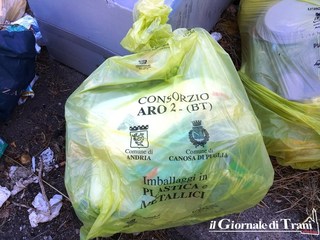 CONSORZIO
ARO 2 - (BT)
Comune di
ANDRIA
Comune di
CANOSA DI PUGLIA
Imballaggi in
PLASTICA e
METALLICI
il Giornale di Trani